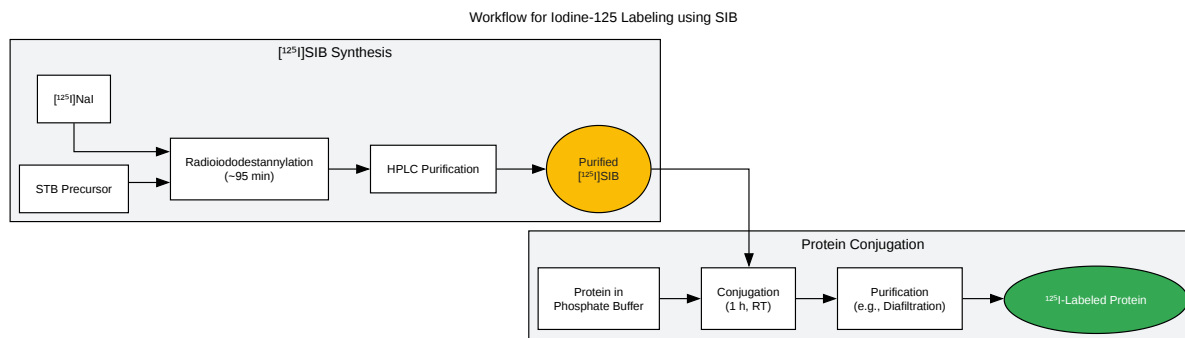 Workflow for Iodine-125 Labeling using SIB
[¹²⁵I]SIB Synthesis
[¹²⁵I]NaI
STB Precursor
Radioiododestannylation
(~95 min)
HPLC Purification
Purified
[¹²⁵I]SIB
Protein Conjugation
Protein in
Phosphate Buffer
Conjugation
(1 h, RT)
Purification
(e.g., Diafiltration)
¹²⁵I-Labeled Protein